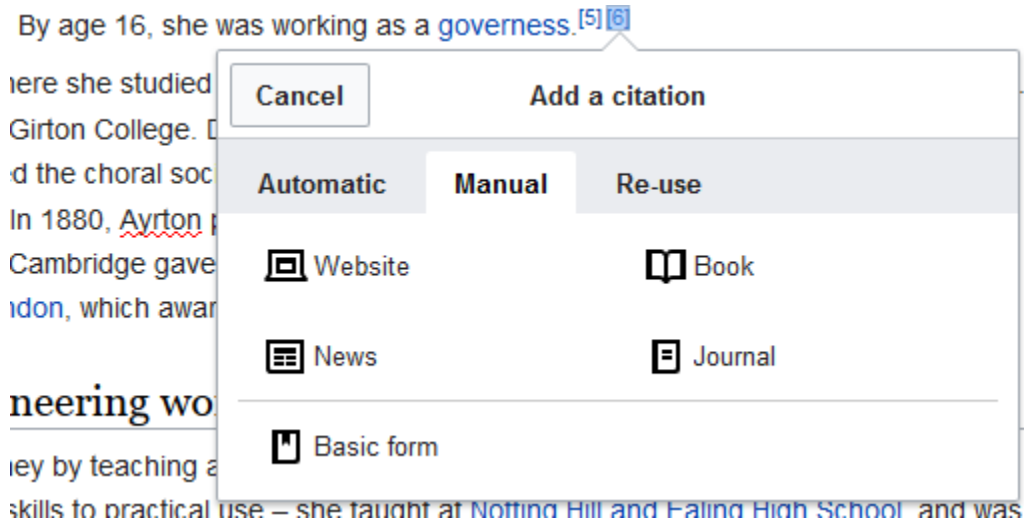 By age 16, she was working as a governess.[5][6]
here she studied
Cancel
Add a citation
Girton College.
Automatic
Manual
Re-use
ed the choral soc
In 1880, Ayrton p
Website
Book
Cambridge gave
ndon, which awar
News
Journal
neering wo
Basic form
ney by teaching a
skills to practical use – she taught at Notting Hill and Ealing High School, and was